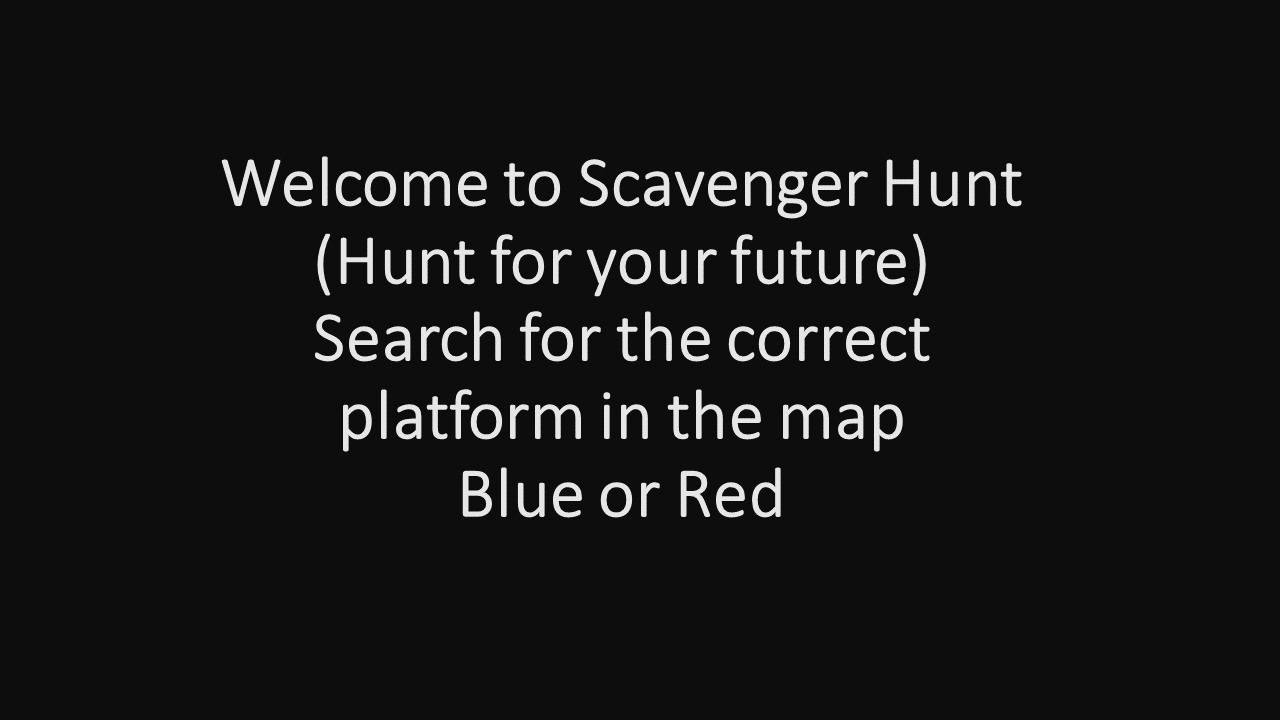 Welcome to Scavenger Hunt
(Hunt for your future)
Search for the correct
platform in the map
Blue or Red